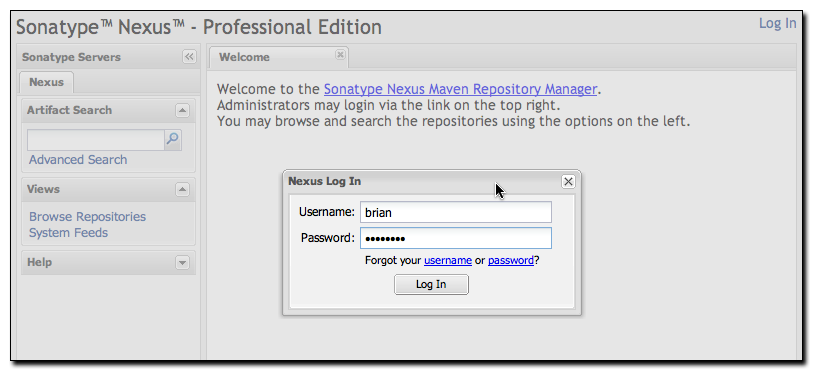 Sonatype™ Nexus™ - Professional Edition
Log In
Sonatype Servers
Nexus
Artifact Search
Advanced Search
Views
Browse Repositories
System Feeds
Help
Welcome
Welcome to the Sonatype Nexus Maven Repository Manager.
Administrators may login via the link on the top right.
You may browse and search the repositories using the options on the left.
Nexus Log In
Username: brian
Password: ••••••••
Forgot your username or password?
Log In